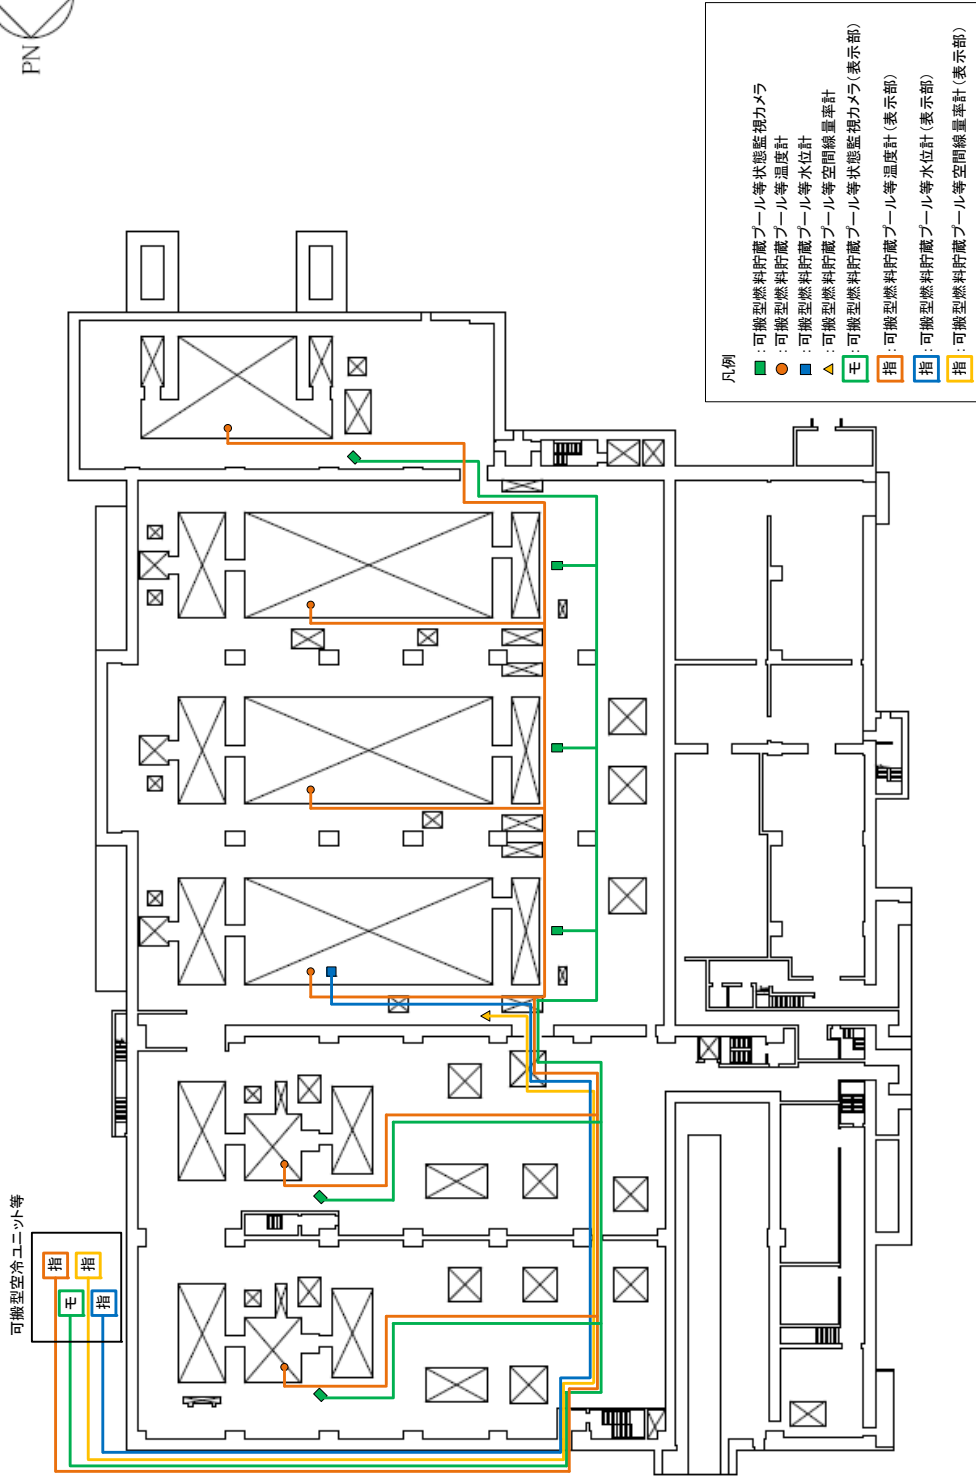 PN
可搬型空冷ユニット等
指
モ
指
指
凡例
：可搬型燃料貯蔵プール等状態監視カメラ
：可搬型燃料貯蔵プール等温度計
：可搬型燃料貯蔵プール等水位計
：可搬型燃料貯蔵プール等空間線量率計
モ：可搬型燃料貯蔵プール等状態監視カメラ（表示部）
指：可搬型燃料貯蔵プール等温度計（表示部）
指：可搬型燃料貯蔵プール等水位計（表示部）
指：可搬型燃料貯蔵プール等空間線量率計（表示部）